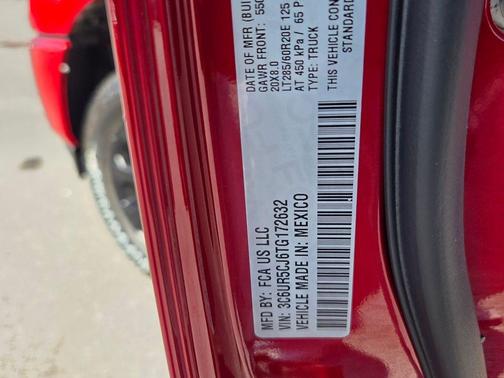 DATE OF MFR (BUI
GAWR FRONT: 550
20X8.0
LT285/60R20E 125
AT 450 kPa / 65 P
TYPE: TRUCK
THIS VEHICLE CON
STANDARD
MFD BY: FCA US LLC
VIN: 3C6UR5CJ6TG172632
VEHICLE MADE IN: MEXICO